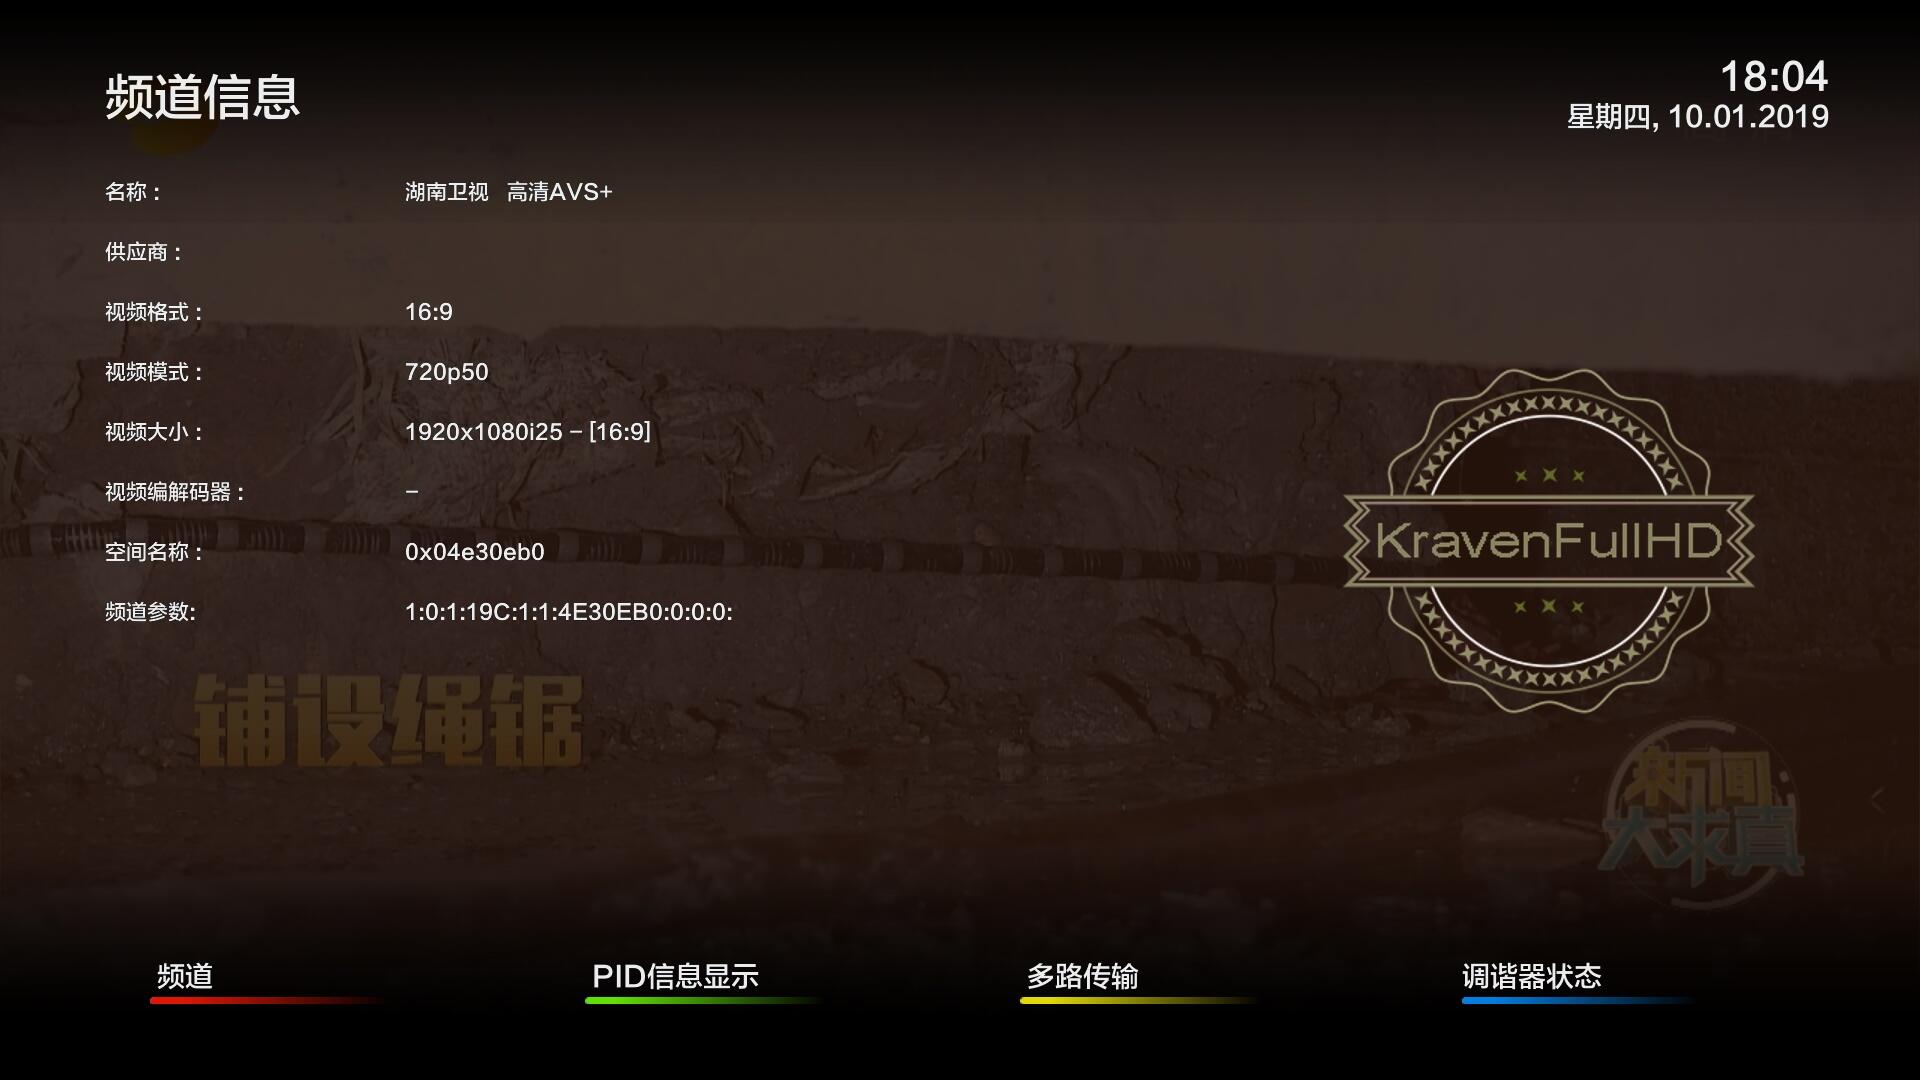 频道信息
18:04
星期四, 10.01.2019
名称： 湖南卫视 高清AVS+
供应商：
视频格式： 16:9
视频模式： 720p50
视频大小： 1920x1080i25 – [16:9]
视频编解码器： –
空间名称： 0x04e30eb0
频道参数: 1:0:1:19C:1:1:4E30EB0:0:0:0:
KravenFullHD
铺设绳锯
新闻
大求真
频道
PID信息显示
多路传输
调谐器状态